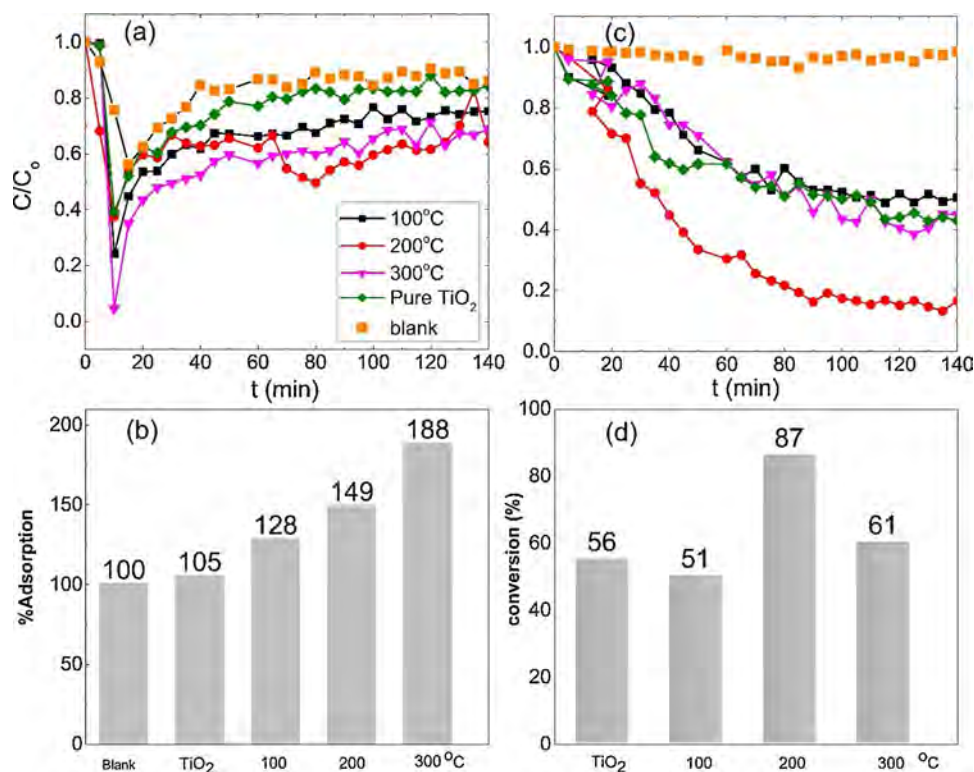 (a)
C/Co
1.0
0.8
0.6
0.4
0.2
0.0
100°C
200°C
300°C
Pure TiO2
blank
0 20 40 60 80 100 120 140
t (min)
(c)
1.0
0.8
0.6
0.4
0.2
0.0
0 20 40 60 80 100 120 140
t (min)
(b)
%Adsorption
200
150
100
50
0
100
105
128
149
188
Blank TiO2 100 200 300 °C
(d)
conversion (%)
100
80
60
40
20
0
56
51
87
61
TiO2 100 200 300 °C